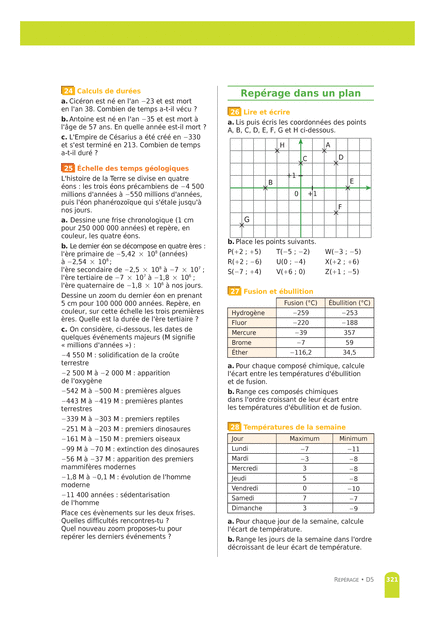 24 Calculs de durées
a. Cicéron est né en l'an −23 et est mort
en l'an 38. Combien de temps a-t-il vécu ?
b. Antoine est né en l'an −35 et est mort à
l'âge de 57 ans. En quelle année est-il mort ?
c. L'Empire de Césarius a été créé en −330
et s'est terminé en 213. Combien de temps
a-t-il duré ?
25 Échelle des temps géologiques
L'histoire de la Terre se divise en quatre
éons : les trois éons précambiens de −4 500
millions d'années à −550 millions d'années,
puis l'éon phanérozoïque qui s'étale jusqu'à
nos jours.
a. Dessine une frise chronologique (1 cm
pour 250 000 000 années) et repère, en
couleur, les quatre éons.
b. Le dernier éon se décompose en quatre ères :
l'ère primaire de −5,42 × 10⁸ (années)
à −2,54 × 10⁸ ;
l'ère secondaire de −2,5 × 10⁸ à −7 × 10⁷ ;
l'ère tertiaire de −7 × 10⁷ à −1,8 × 10⁶ ;
l'ère quaternaire de −1,8 × 10⁶ à nos jours.
Dessine un zoom du dernier éon en prenant
5 cm pour 100 000 000 années. Repère, en
couleur, sur cette échelle les trois premières
ères. Quelle est la durée de l'ère tertiaire ?
c. On considère, ci-dessous, les dates de
quelques événements majeurs (M signifie
« millions d'années ») :
−4 550 M : solidification de la croûte
terrestre
−2 500 M à −2 000 M : apparition
de l'oxygène
−542 M à −500 M : premières algues
−443 M à −419 M : premières plantes
terrestres
−339 M à −303 M : premiers reptiles
−251 M à −203 M : premiers dinosaures
−161 M à −150 M : premiers oiseaux
−99 M à −70 M : extinction des dinosaures
−56 M à −37 M : apparition des premiers
mammifères modernes
−1,8 M à −0,1 M : évolution de l'homme
moderne
−11 400 années : sédentarisation
de l'homme
Place ces évènements sur les deux frises.
Quelles difficultés rencontres-tu ?
Quel nouveau zoom proposes-tu pour
repérer les derniers événements ?
Repérage dans un plan
26 Lire et écrire
a. Lis puis écris les coordonnées des points
A, B, C, D, E, F, G et H ci-dessous.
H A
C D
+1
B E
0 +1
F
G
b. Place les points suivants.
P(+2 ; +5) T(−5 ; −2) W(−3 ; −5)
R(+2 ; −6) U(0 ; −4) X(+2 ; +6)
S(−7 ; +4) V(+6 ; 0) Z(+1 ; −5)
27 Fusion et ébullition
Fusion (°C) Ébullition (°C)
Hydrogène −259 −253
Fluor −220 −188
Mercure −39 357
Brome −7 59
Éther −116,2 34,5
a. Pour chaque composé chimique, calcule
l'écart entre les températures d'ébullition
et de fusion.
b. Range ces composés chimiques
dans l'ordre croissant de leur écart entre
les températures d'ébullition et de fusion.
28 Températures de la semaine
Jour Maximum Minimum
Lundi −7 −11
Mardi −3 −8
Mercredi 3 −8
Jeudi 5 −8
Vendredi 0 −10
Samedi 7 −7
Dimanche 3 −9
a. Pour chaque jour de la semaine, calcule
l'écart de température.
b. Range les jours de la semaine dans l'ordre
décroissant de leur écart de température.
REPÉRAGE • D5 321